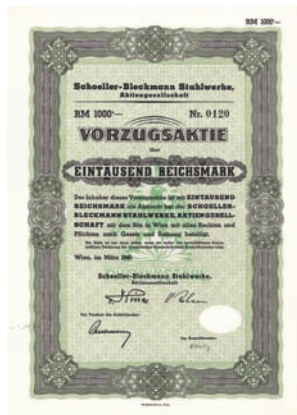 RM 1000·—
Schoeller-Bleckmann Stahlwerke,
Aktiengesellschaft
RM 1000·— Nr. 0120
VORZUGSAKTIE
über
EINTAUSEND REICHSMARK
Der Inhaber dieser Vorzugsaktie ist mit EINTAUSEND
REICHSMARK als Aktionär bei der SCHOELLER-
BLECKMANN STAHLWERKE, AKTIENGESELL-
SCHAFT mit dem Sitz in Wien mit allen Rechten und
Pflichten nach Gesetz und Satzung beteiligt.
Wien, im März
Schoeller-Bleckmann Stahlwerke,
Aktiengesellschaft